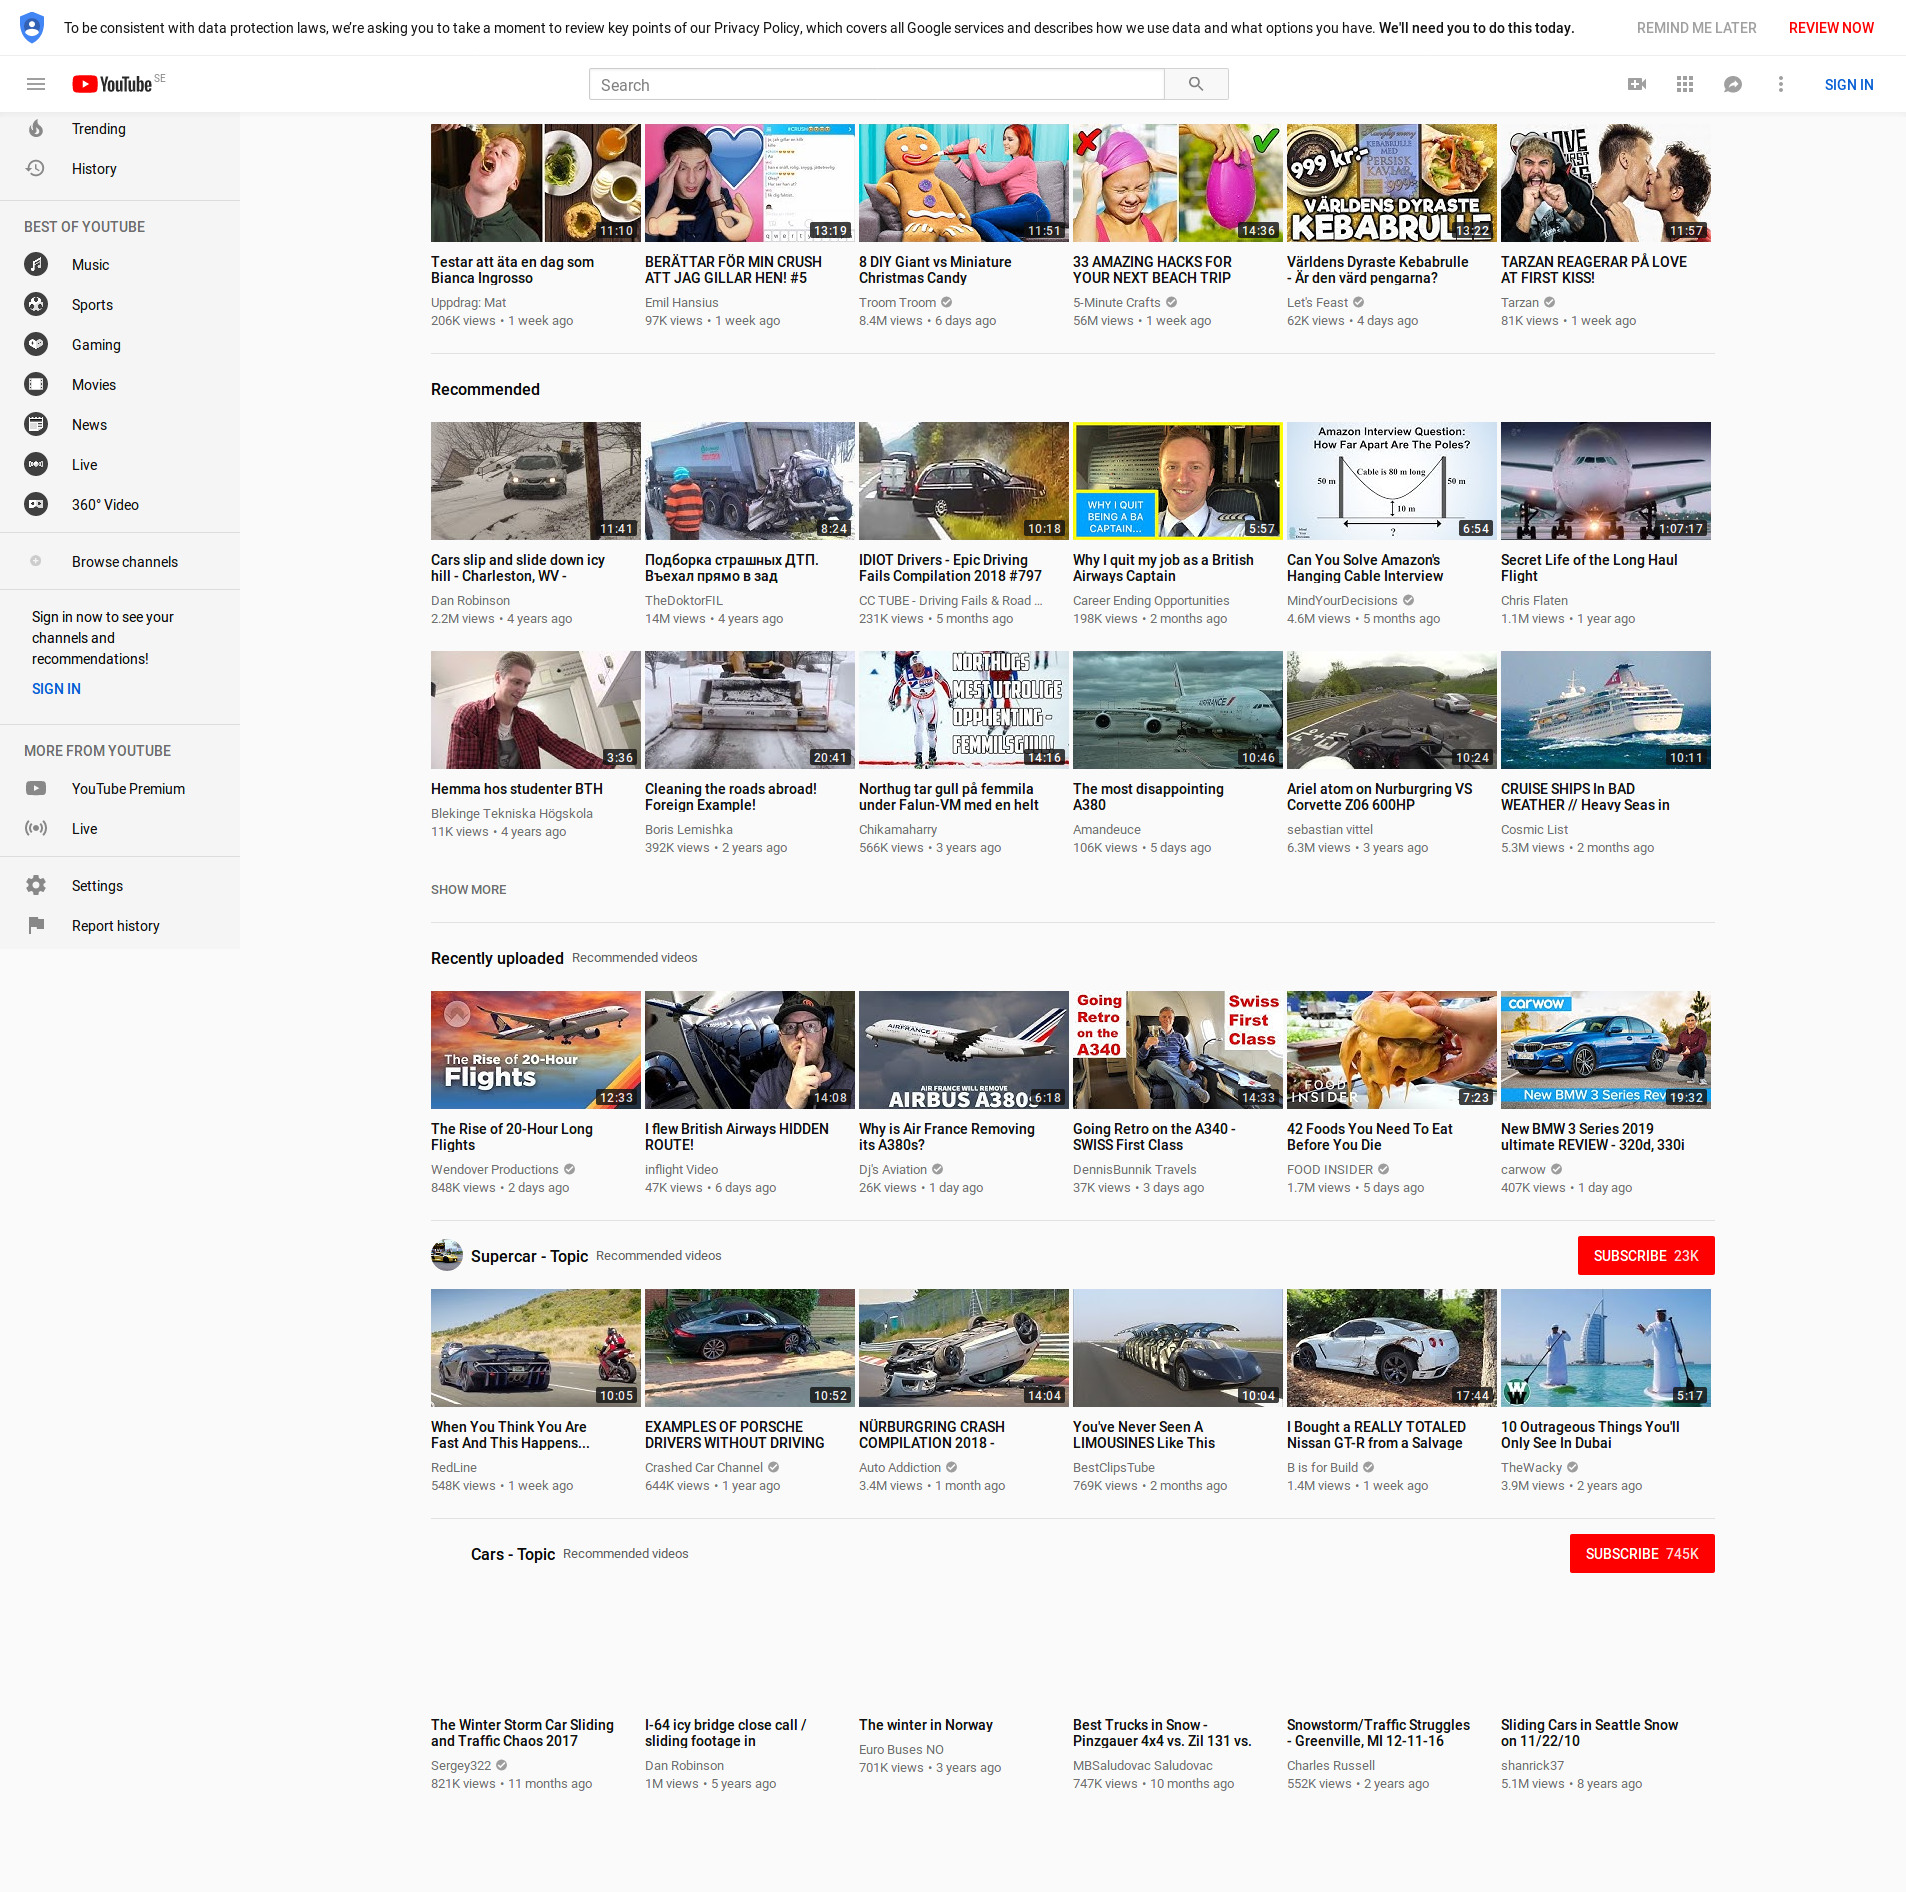 To be consistent with data protection laws, we’re asking you to take a moment to review key points of our Privacy Policy, which covers all Google services and describes how we use data and what options you have. We'll need you to do this today.
REMIND ME LATER
REVIEW NOW
YouTube SE
Search
SIGN IN
Trending
History
BEST OF YOUTUBE
Music
Sports
Gaming
Movies
News
Live
360° Video
Browse channels
Sign in now to see your
channels and
recommendations!
SIGN IN
MORE FROM YOUTUBE
YouTube Premium
Live
Settings
Report history
11:10
Testar att äta en dag som
Bianca Ingrosso
Uppdrag: Mat
206K views • 1 week ago
#CRUSH
13:19
BERÄTTAR FÖR MIN CRUSH
ATT JAG GILLAR HEN! #5
Emil Hansius
97K views • 1 week ago
11:51
8 DIY Giant vs Miniature
Christmas Candy
Troom Troom
8.4M views • 6 days ago
14:36
33 AMAZING HACKS FOR
YOUR NEXT BEACH TRIP
5-Minute Crafts
56M views • 1 week ago
999 kr:-
KEBABRULLE
MED
PERSISK
KAVIAR
999:-
VÄRLDENS DYRASTE
KEBABRULLE
13:22
Världens Dyraste Kebabrulle
- Är den värd pengarna?
Let's Feast
62K views • 4 days ago
11:57
TARZAN REAGERAR PÅ LOVE
AT FIRST KISS!
Tarzan
81K views • 1 week ago
Recommended
11:41
Cars slip and slide down icy
hill - Charleston, WV -
Dan Robinson
2.2M views • 4 years ago
8:24
Подборка страшных ДТП.
Въехал прямо в зад
TheDoktorFIL
14M views • 4 years ago
10:18
IDIOT Drivers - Epic Driving
Fails Compilation 2018 #797
CC TUBE - Driving Fails & Road ...
231K views • 5 months ago
WHY I QUIT
BEING A BA
CAPTAIN...
5:57
Why I quit my job as a British
Airways Captain
Career Ending Opportunities
198K views • 2 months ago
Amazon Interview Question:
How Far Apart Are The Poles?
Cable is 80 m long
50 m
50 m
10 m
?
6:54
Can You Solve Amazon's
Hanging Cable Interview
MindYourDecisions
4.6M views • 5 months ago
1:07:17
Secret Life of the Long Haul
Flight
Chris Flaten
1.1M views • 1 year ago
3:36
Hemma hos studenter BTH
Blekinge Tekniska Högskola
11K views • 4 years ago
20:41
Cleaning the roads abroad!
Foreign Example!
Boris Lemishka
392K views • 2 years ago
NORTHUGS
MEST UTROLIGE
OPPHENTING -
FEMMILSGULL!
14:16
Northug tar gull på femmila
under Falun-VM med en helt
Chikamaharry
566K views • 3 years ago
AIRFRANCE
10:46
The most disappointing
A380
Amandeuce
106K views • 5 days ago
10:24
Ariel atom on Nurburgring VS
Corvette Z06 600HP
sebastian vittel
6.3M views • 3 years ago
10:11
CRUISE SHIPS In BAD
WEATHER // Heavy Seas in
Cosmic List
5.3M views • 2 months ago
SHOW MORE
Recently uploaded Recommended videos
The Rise of 20-Hour
Flights
12:33
The Rise of 20-Hour Long
Flights
Wendover Productions
848K views • 2 days ago
14:08
I flew British Airways HIDDEN
ROUTE!
inflight Video
47K views • 6 days ago
AIRFRANCE
AIR FRANCE WILL REMOVE
AIRBUS A380s
6:18
Why is Air France Removing
its A380s?
Dj's Aviation
26K views • 1 day ago
Going
Retro
on the
A340
Swiss
First
Class
14:33
Going Retro on the A340 -
SWISS First Class
DennisBunnik Travels
37K views • 3 days ago
FOOD
INSIDER
7:23
42 Foods You Need To Eat
Before You Die
FOOD INSIDER
1.7M views • 5 days ago
carwow
New BMW 3 Series Rev
19:32
New BMW 3 Series 2019
ultimate REVIEW - 320d, 330i
carwow
407K views • 1 day ago
Supercar - Topic Recommended videos
SUBSCRIBE 23K
10:05
When You Think You Are
Fast And This Happens...
RedLine
548K views • 1 week ago
10:52
EXAMPLES OF PORSCHE
DRIVERS WITHOUT DRIVING
Crashed Car Channel
644K views • 1 year ago
14:04
NÜRBURGRING CRASH
COMPILATION 2018 -
Auto Addiction
3.4M views • 1 month ago
10:04
You've Never Seen A
LIMOUSINES Like This
BestClipsTube
769K views • 2 months ago
17:44
I Bought a REALLY TOTALED
Nissan GT-R from a Salvage
B is for Build
1.4M views • 1 week ago
W
5:17
10 Outrageous Things You'll
Only See In Dubai
TheWacky
3.9M views • 2 years ago
Cars - Topic Recommended videos
SUBSCRIBE 745K
The Winter Storm Car Sliding
and Traffic Chaos 2017
Sergey322
821K views • 11 months ago
I-64 icy bridge close call /
sliding footage in
Dan Robinson
1M views • 5 years ago
The winter in Norway
Euro Buses NO
701K views • 3 years ago
Best Trucks in Snow -
Pinzgauer 4x4 vs. Zil 131 vs.
MBSaludovac Saludovac
747K views • 10 months ago
Snowstorm/Traffic Struggles
- Greenville, MI 12-11-16
Charles Russell
552K views • 2 years ago
Sliding Cars in Seattle Snow
on 11/22/10
shanrick37
5.1M views • 8 years ago